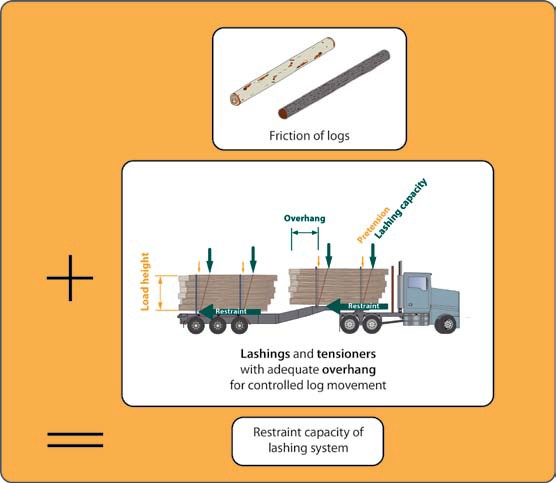 Friction of logs
+
Pretension
Lashing capacity
Overhang
Load height
Restraint
Restraint
Lashings and tensioners
with adequate overhang
for controlled log movement
=
Restraint capacity of
lashing system